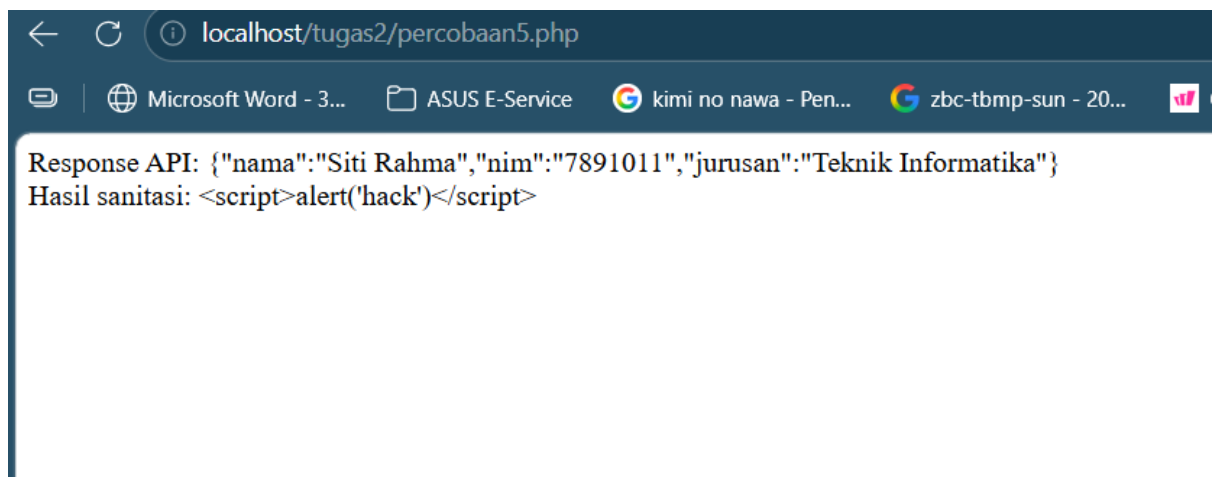 localhost/tugas2/percobaan5.php
Microsoft Word - 3... ASUS E-Service kimi no nawa - Pen... zbc-tbmp-sun - 20...
Response API: {"nama":"Siti Rahma","nim":"7891011","jurusan":"Teknik Informatika"}
Hasil sanitasi: <script>alert('hack')</script>